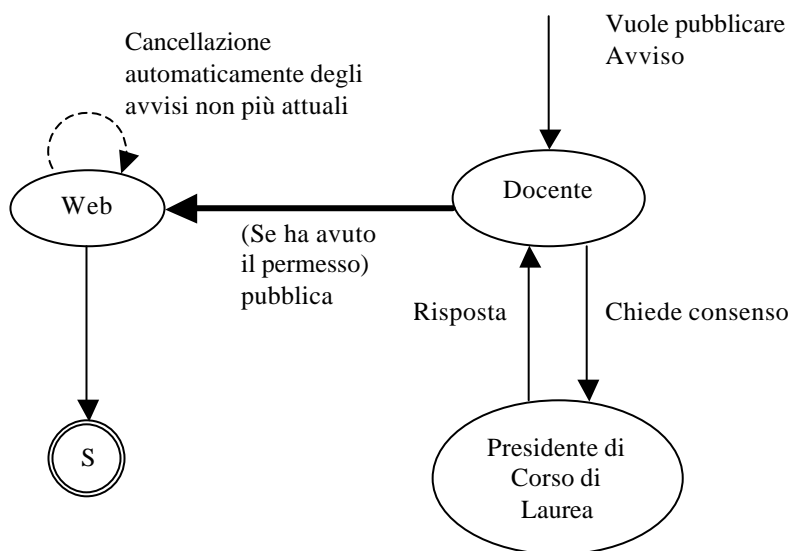 Vuole pubblicare
Avviso
Cancellazione
automaticamente degli
avvisi non più attuali
Docente
Web
(Se ha avuto
il permesso)
pubblica
Risposta
Chiede consenso
Presidente di
Corso di
Laurea
S